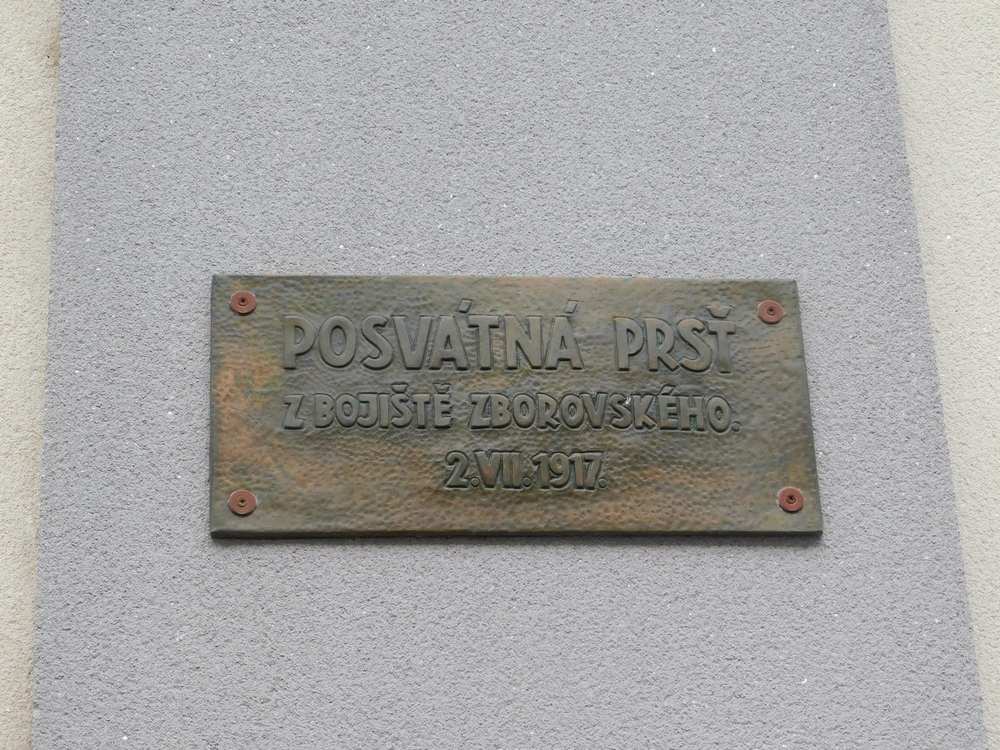 POSVÁTNÁ PRSŤ
Z BOJIŠTĚ ZBOROVSKÉHO.
2.VII.1917.